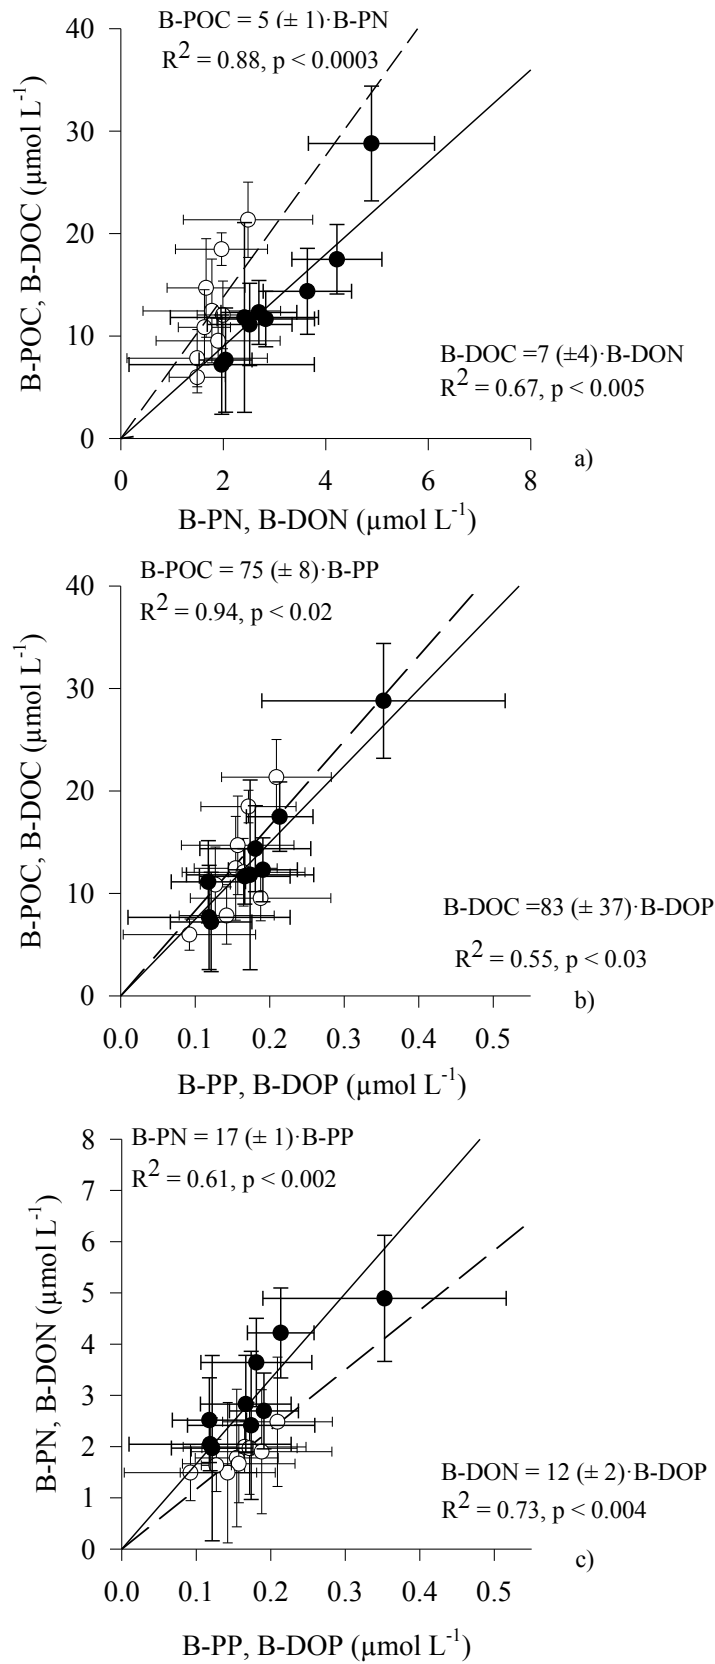 B-POC = 5 (± 1)·B-PN
R² = 0.88, p < 0.0003
40
30
20
10
0
B-POC, B-DOC (µmol L⁻¹)
B-DOC =7 (±4)·B-DON
R² = 0.67, p < 0.005
a)
0 2 4 6 8
B-PN, B-DON (µmol L⁻¹)
B-POC = 75 (± 8)·B-PP
R² = 0.94, p < 0.02
40
30
20
10
0
B-POC, B-DOC (µmol L⁻¹)
B-DOC =83 (± 37)·B-DOP
R² = 0.55, p < 0.03
b)
0.0 0.1 0.2 0.3 0.4 0.5
B-PP, B-DOP (µmol L⁻¹)
B-PN = 17 (± 1)·B-PP
R² = 0.61, p < 0.002
8
7
6
5
4
3
2
1
0
B-PN, B-DON (µmol L⁻¹)
B-DON = 12 (± 2)·B-DOP
R² = 0.73, p < 0.004
c)
0.0 0.1 0.2 0.3 0.4 0.5
B-PP, B-DOP (µmol L⁻¹)